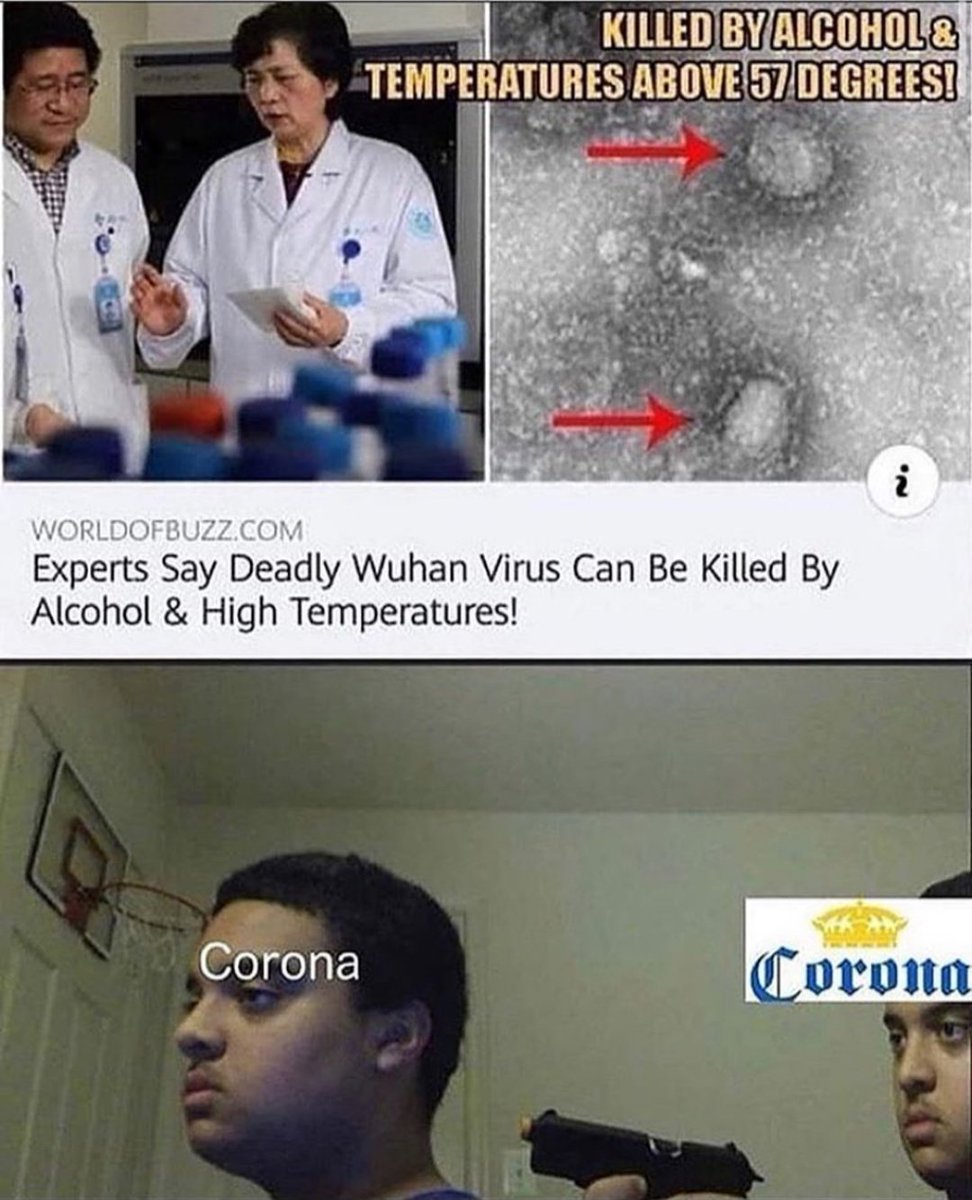 KILLED BY ALCOHOL &
TEMPERATURES ABOVE 57 DEGREES!
i
WORLDOFBUZZ.COM
Experts Say Deadly Wuhan Virus Can Be Killed By
Alcohol & High Temperatures!
Corona
Corona